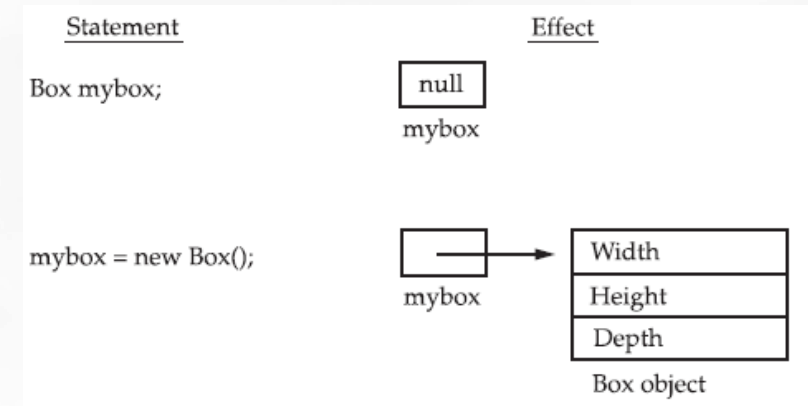 Statement Effect
Box mybox; null
mybox
mybox = new Box(); Width
mybox Height
Depth
Box object